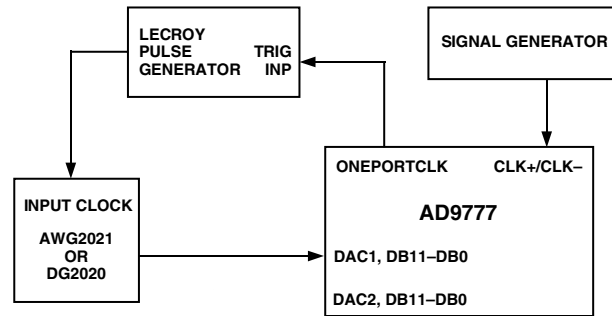 LECROY
PULSE TRIG
GENERATOR INP
SIGNAL GENERATOR
ONEPORTCLK CLK+/CLK–
AD9777
INPUT CLOCK
AWG2021
OR
DG2020
DAC1, DB11–DB0
DAC2, DB11–DB0